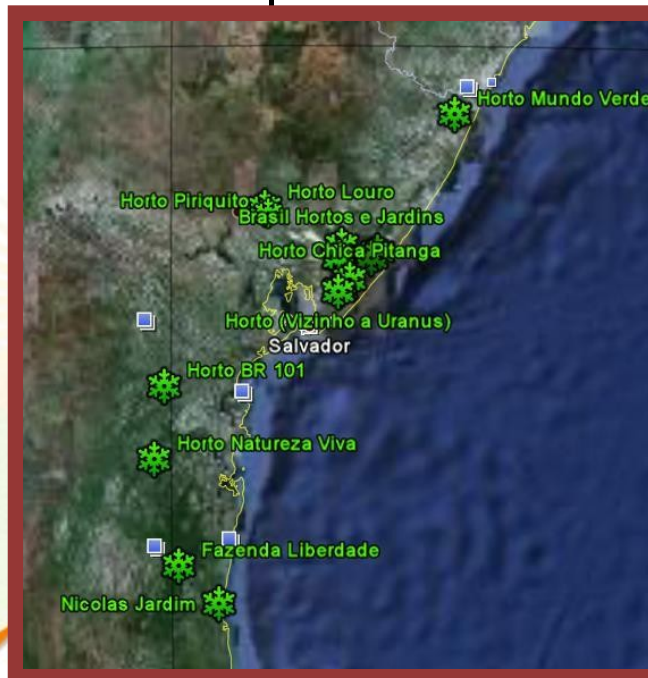 Horto Mundo Verde
Horto Louro
Horto Piriquito
Brasil Hortos e Jardins
Horto Chica Pitanga
Horto (Vizinho a Uranus)
Salvador
Horto BR 101
Horto Natureza Viva
Fazenda Liberdade
Nicolas Jardim